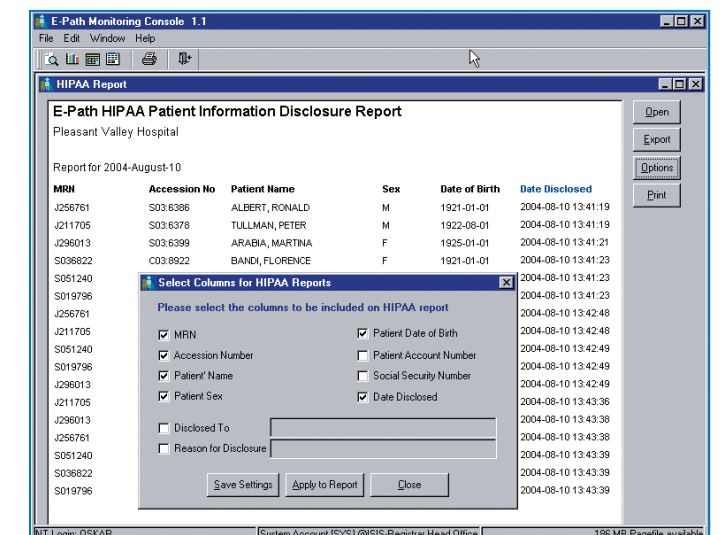 E-Path Monitoring Console 1.1
File Edit Window Help
HIPAA Report
E-Path HIPAA Patient Information Disclosure Report
Pleasant Valley Hospital
Report for 2004-August-10
Open
Export
Options
Print
MRN Accession No Patient Name Sex Date of Birth Date Disclosed
J256761 S03:6386 ALBERT, RONALD M 1921-01-01 2004-08-10 13:41:19
J211705 S03:6378 TULLMAN, PETER M 1922-08-01 2004-08-10 13:41:19
J296013 S03:6399 ARABIA, MARTINA F 1925-01-01 2004-08-10 13:41:21
S036822 C03:8922 BANDI, FLORENCE F 1921-01-01 2004-08-10 13:41:23
S051240 2004-08-10 13:41:23
S019796 2004-08-10 13:41:23
J256761 2004-08-10 13:42:48
J211705 2004-08-10 13:42:48
S051240 2004-08-10 13:42:49
S019796 2004-08-10 13:42:49
J296013 2004-08-10 13:42:49
J211705 2004-08-10 13:43:36
J296013 2004-08-10 13:43:38
J256761 2004-08-10 13:43:38
S051240 2004-08-10 13:43:39
S036822 2004-08-10 13:43:39
S019796 2004-08-10 13:43:39
Select Columns for HIPAA Reports
Please select the columns to be included on HIPAA report
MRN Patient Date of Birth
Accession Number Patient Account Number
Patient' Name Social Security Number
Patient Sex Date Disclosed
Disclosed To
Reason for Disclosure
Save Settings Apply to Report Close
NT Login: OSKAR System Account [SYS] @ISIS-Registrar Head Office 186 MB Pagefile available